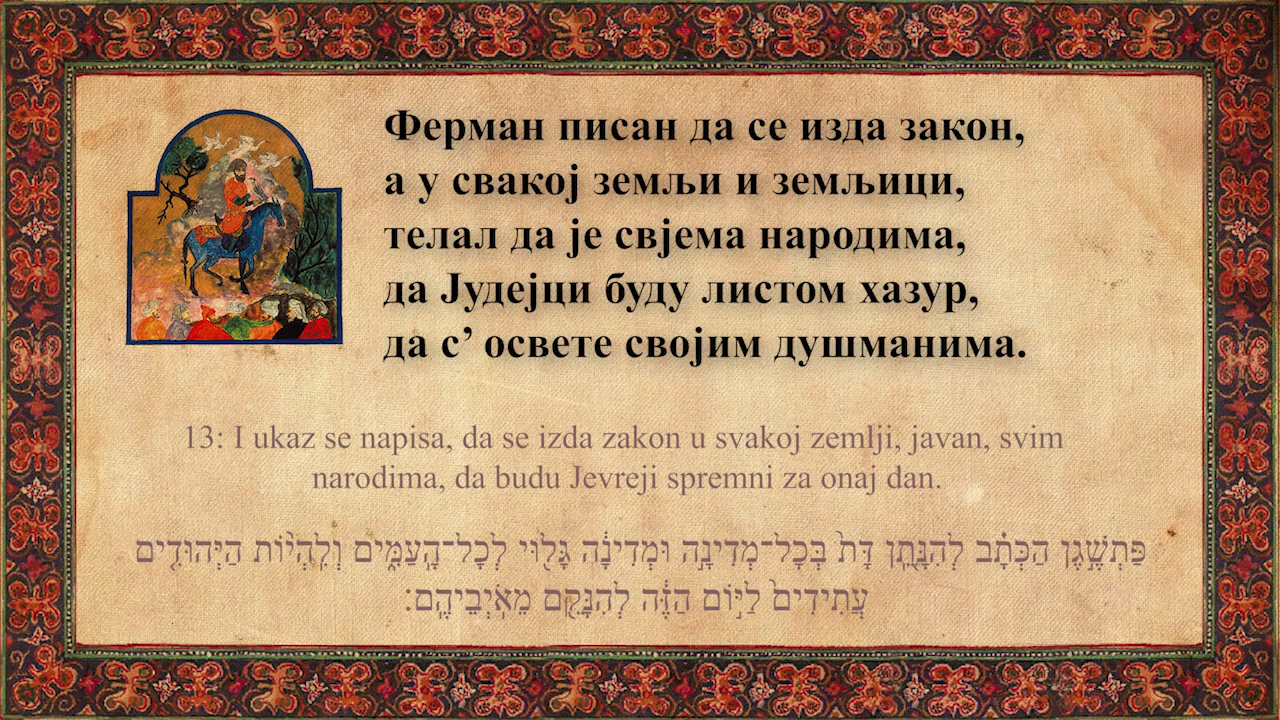 Ферман писан да се изда закон,
а у свакој земљи и земљици,
телал да је свјема народима,
да Јудејци буду листом хазур,
да с’ освете својим душманима.
13: I ukaz se napisa, da se izda zakon u svakoj zemlji, javan, svim
narodima, da budu Jevreji spremni za onaj dan.
פַּתְשֶׁ֣גֶן הַכְּתָ֗ב לְהִנָּ֤תֵֽן דָּת֙ בְּכָל־מְדִינָ֣ה וּמְדִינָ֔ה גָּל֖וּי לְכָל־הָֽעַמִּ֑ים וְלִֽהְי֨וֹת הַיְּהוּדִ֤ים
עֲתִידִים֙ לַיּ֣וֹם הַזֶּ֔ה לְהִנָּקֵ֖ם מֵאֹֽיְבֵיהֶֽם׃